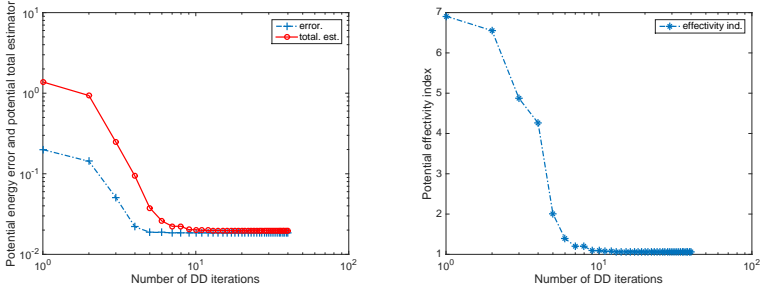 Potential energy error and potential total estimator
10^1
10^0
10^-1
10^-2
error.
total. est.
10^0
10^1
10^2
Number of DD iterations
Potential effectivity index
7
6
5
4
3
2
1
effectivity ind.
10^0
10^1
10^2
Number of DD iterations